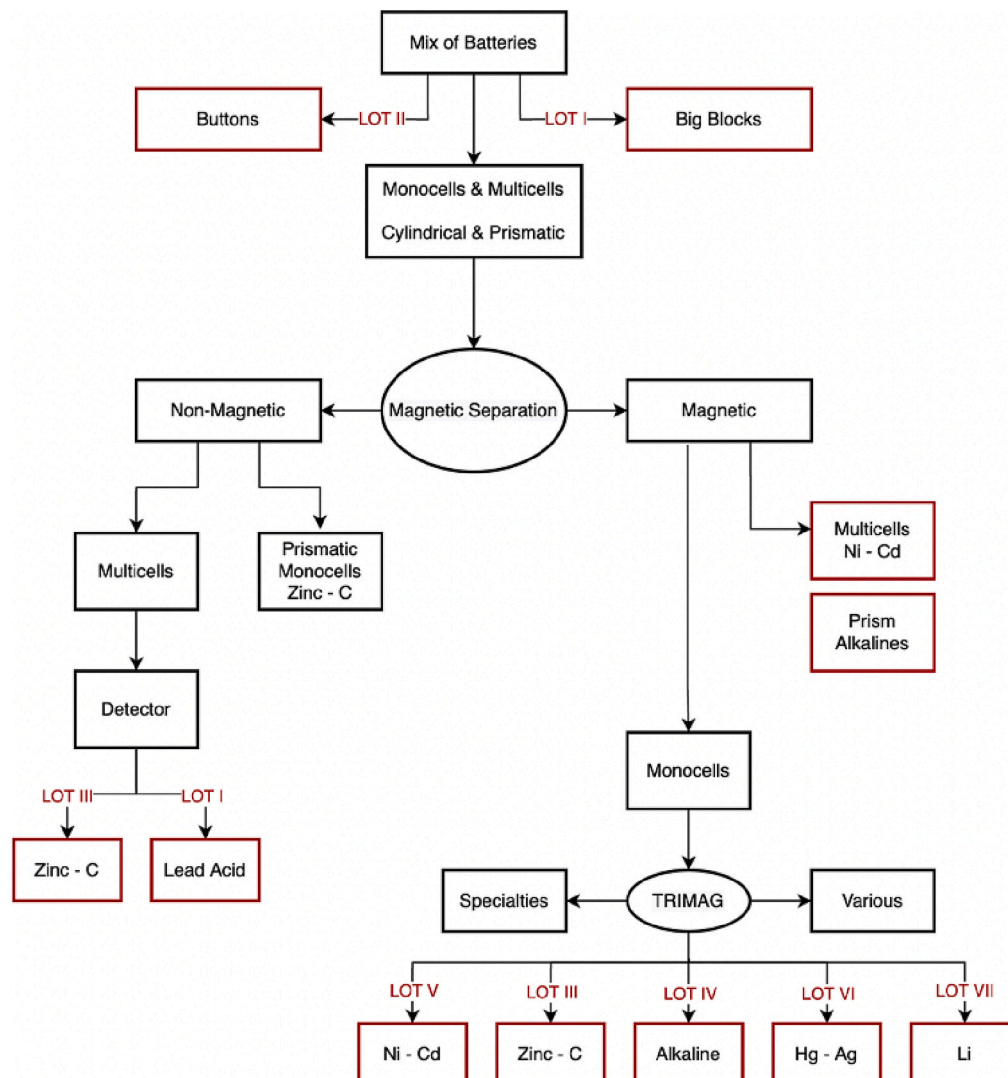 Mix of Batteries
Buttons
LOT II
LOT I
Big Blocks
Monocells & Multicells
Cylindrical & Prismatic
Non-Magnetic
Magnetic Separation
Magnetic
Multicells
Prismatic
Monocells
Zinc - C
Multicells
Ni - Cd
Prism
Alkalines
Detector
Monocells
LOT III
LOT I
Zinc - C
Lead Acid
Specialties
TRIMAG
Various
LOT V
LOT III
LOT IV
LOT VI
LOT VII
Ni - Cd
Zinc - C
Alkaline
Hg - Ag
Li